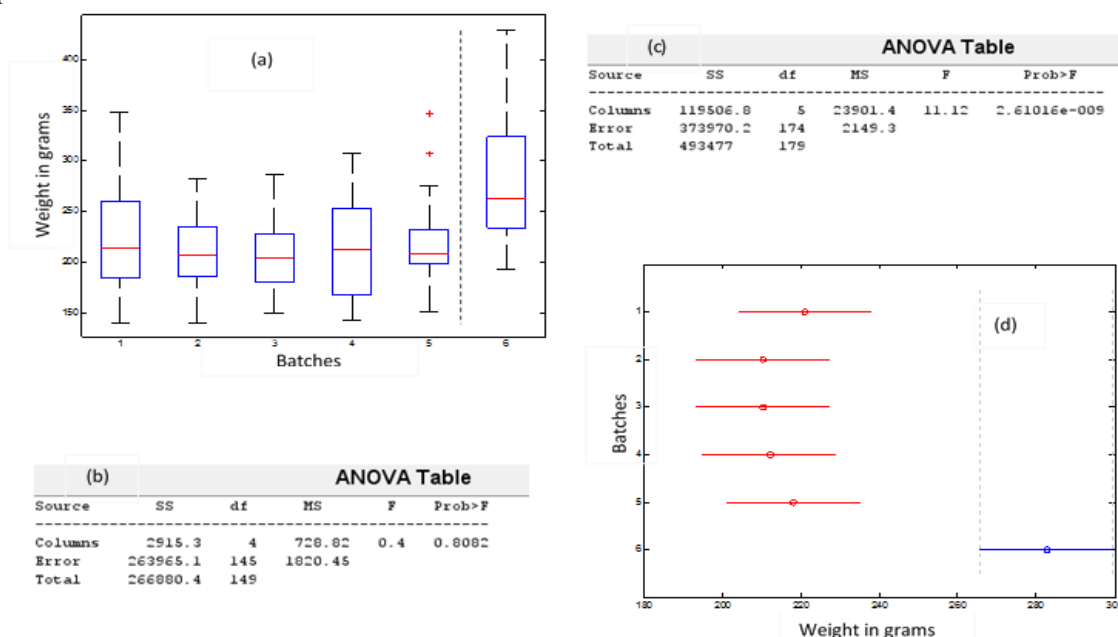 (a)
Weight in grams
400
350
300
250
200
150
1 2 3 4 5 6
Batches
(b)
ANOVA Table
Source SS df MS F Prob>F
Columns 2915.3 4 728.82 0.4 0.8082
Error 263965.1 145 1820.45
Total 266880.4 149
(c)
ANOVA Table
Source SS df MS F Prob>F
Columns 119506.8 5 23901.4 11.12 2.61016e-009
Error 373970.2 174 2149.3
Total 493477 179
(d)
Batches
1
2
3
4
5
6
180 200 220 240 260 280 300
Weight in grams